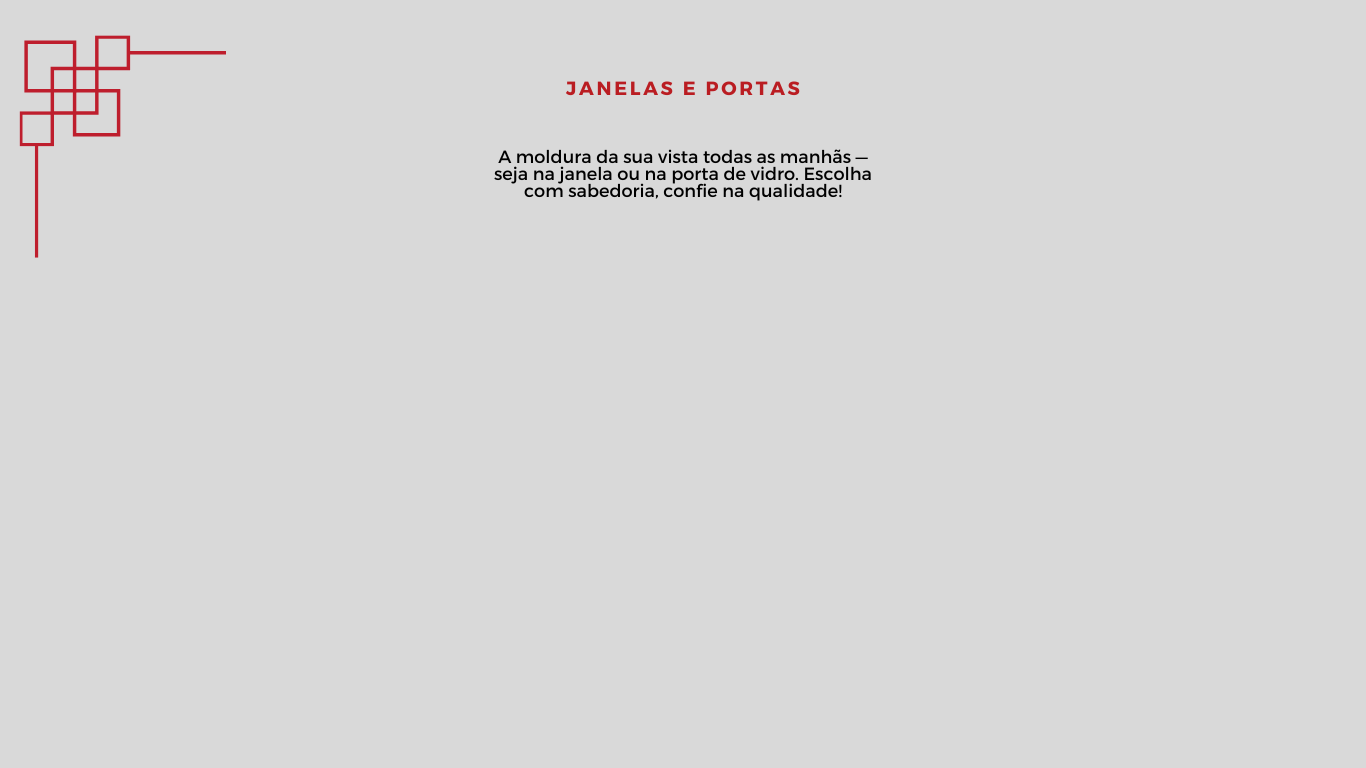 JANELAS E PORTAS
A moldura da sua vista todas as manhãs —
seja na janela ou na porta de vidro. Escolha
com sabedoria, confie na qualidade!